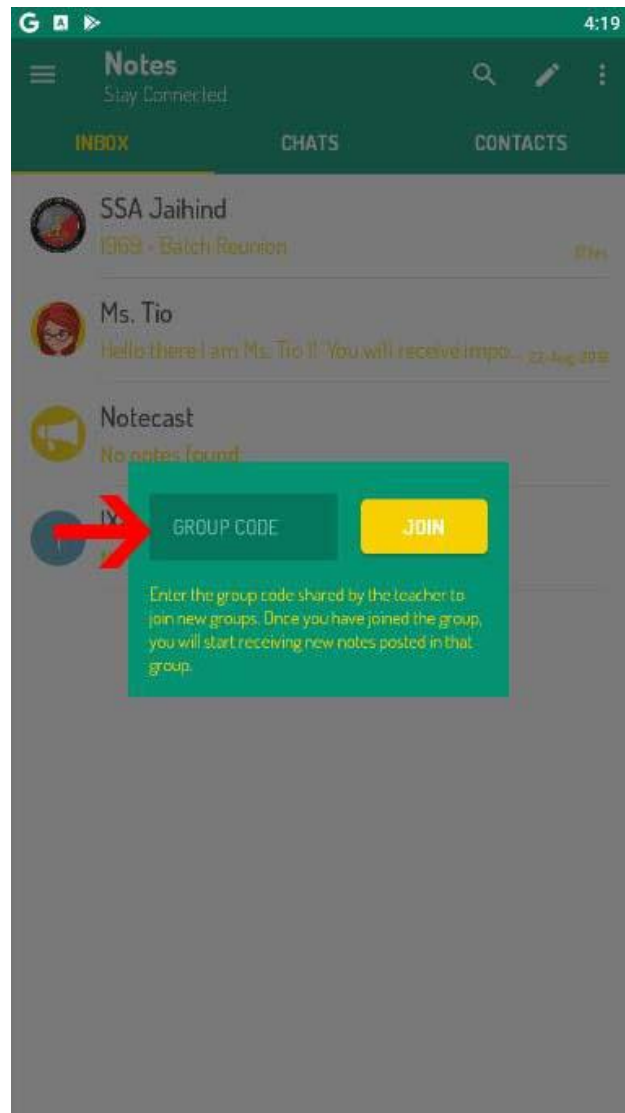 G A 4:19
Notes
Stay Connected
INBOX CHATS CONTACTS
SSA Jaihind
1969 - Batch Reunion
Ms. Tio
Hello there I am Ms. Tio !! You will receive impo...
Notecast
No notes found
IX
GROUP CODE JOIN
Enter the group code shared by the teacher to
join new groups. Once you have joined the group,
you will start receiving new notes posted in that
group.